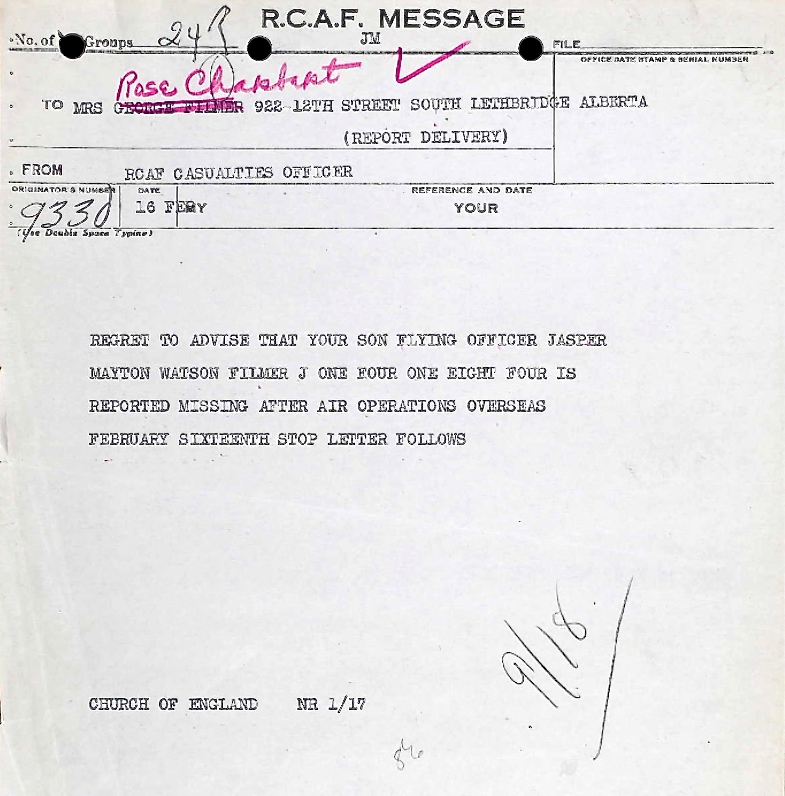 R.C.A.F. MESSAGE
No. of Groups 24
JM
FILE
OFFICE DATE STAMP & SERIAL NUMBER
Rose
TO MRS GEORGE FILMER 922 12TH STREET SOUTH LETHBRIDGE ALBERTA
(REPORT DELIVERY)
FROM RCAF CASUALTIES OFFICER
ORIGINATOR'S NUMBER DATE REFERENCE AND DATE
9330 16 FEBY YOUR
(Use Double Space Typing)
REGRET TO ADVISE THAT YOUR SON FLYING OFFICER JASPER
MAYTON WATSON FILMER J ONE FOUR ONE EIGHT FOUR IS
REPORTED MISSING AFTER AIR OPERATIONS OVERSEAS
FEBRUARY SIXTEENTH STOP LETTER FOLLOWS
9/18
CHURCH OF ENGLAND NR 1/17